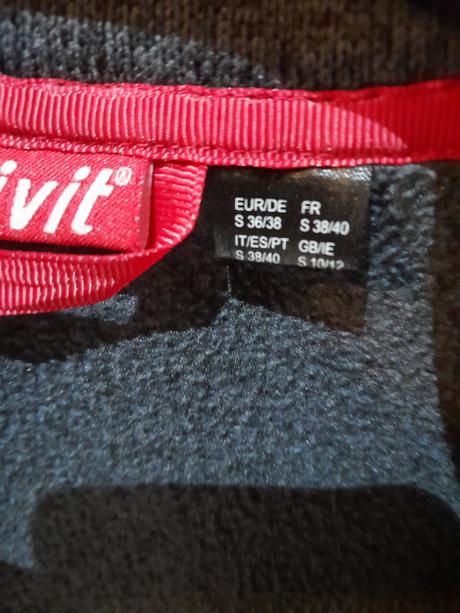 ivit®
EUR/DE FR
S 36/38 S 38/40
IT/ES/PT GB/IE
S 38/40 S 10/12